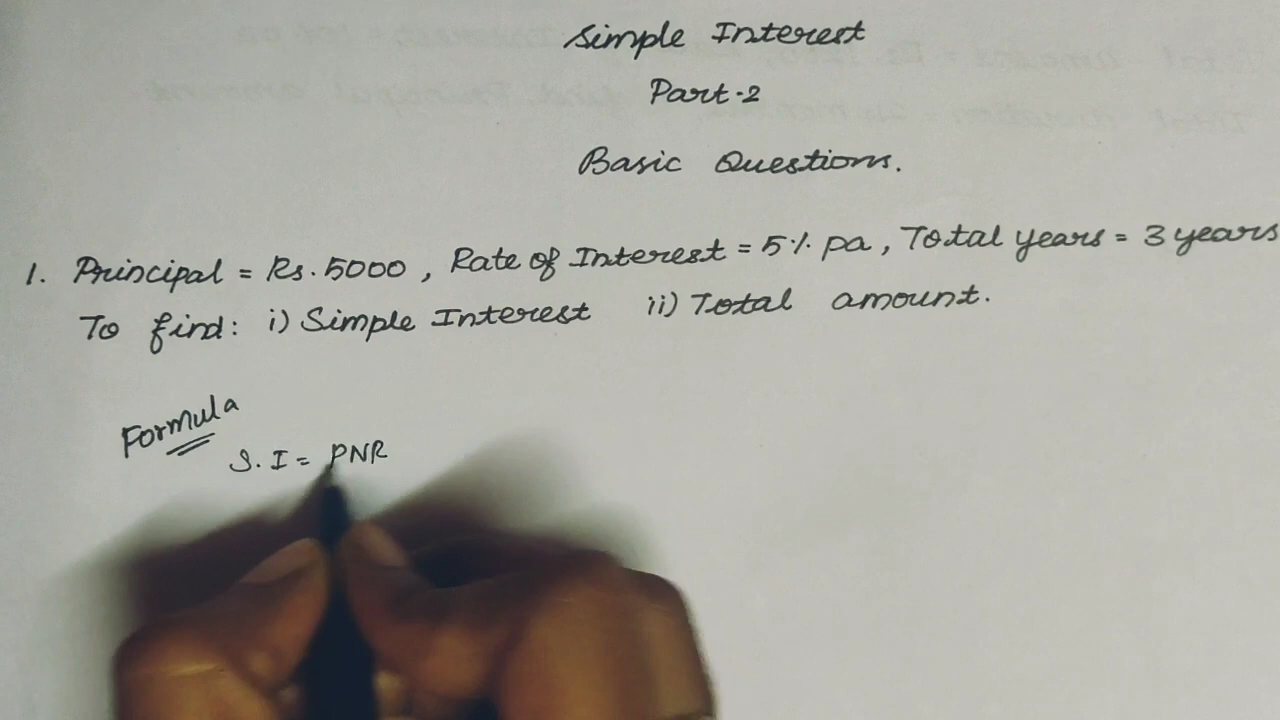 Simple Interest
Part-2
Basic Questions.
1. Principal = Rs. 5000, Rate of Interest = 5% pa, Total years = 3 years
To find: i) Simple Interest ii) Total amount.
Formula
S.I = PNR